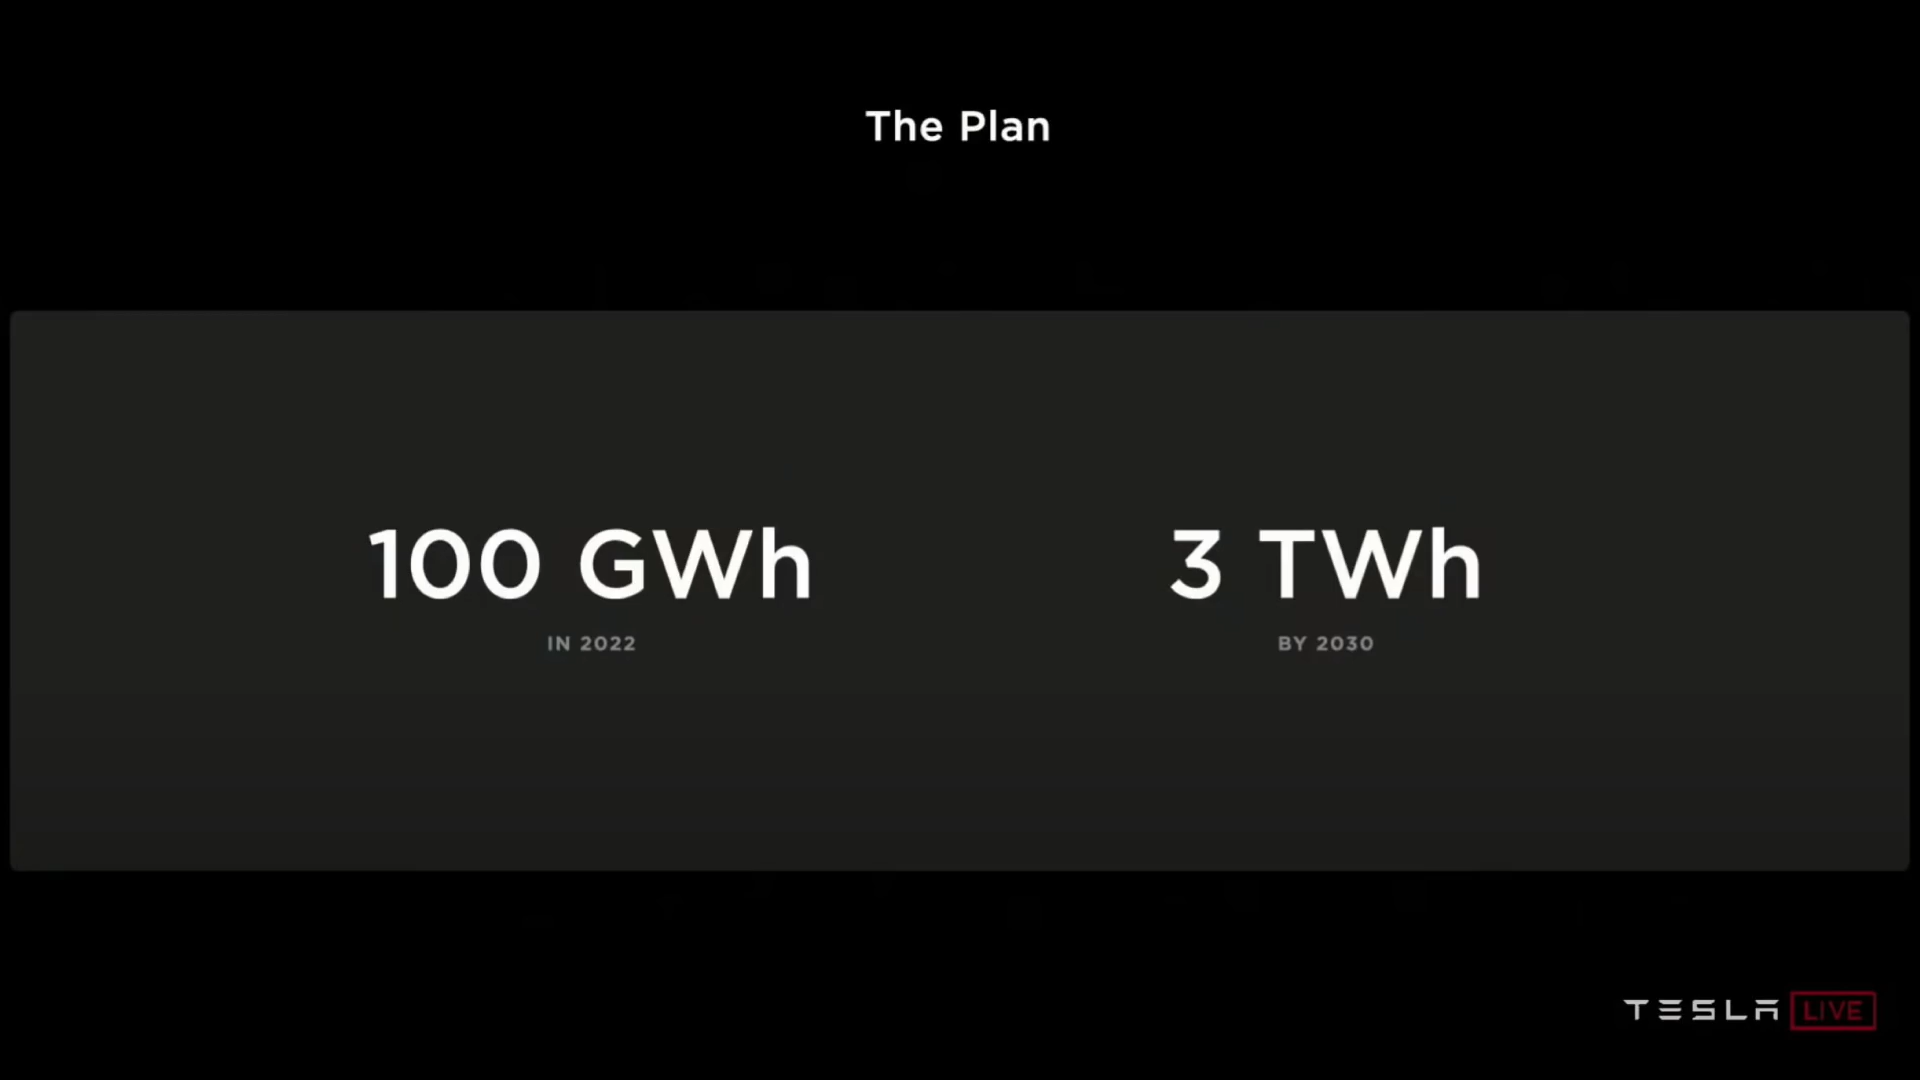 The Plan
100 GWh
IN 2022
3 TWh
BY 2030
TESLA LIVE